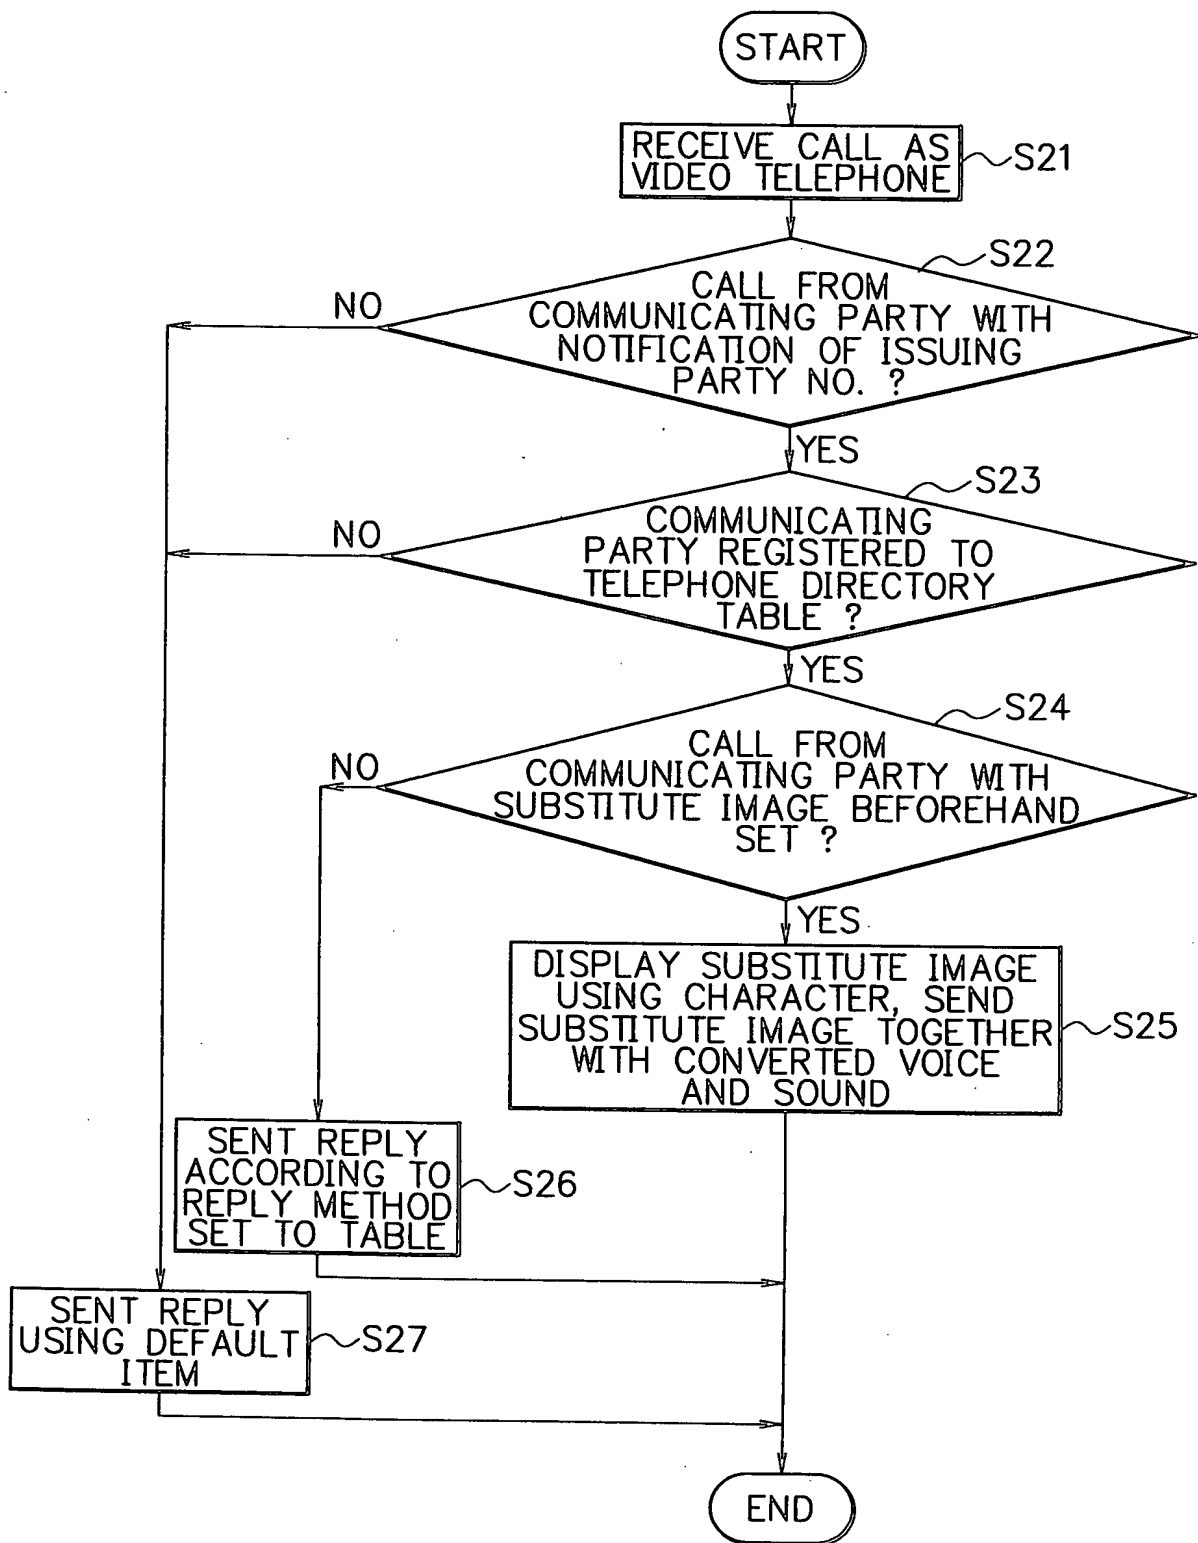 START
RECEIVE CALL AS
VIDEO TELEPHONE
S21
S22
CALL FROM
COMMUNICATING PARTY WITH
NOTIFICATION OF ISSUING
PARTY NO. ?
NO
YES
S23
COMMUNICATING
PARTY REGISTERED TO
TELEPHONE DIRECTORY
TABLE ?
NO
YES
S24
CALL FROM
COMMUNICATING PARTY WITH
SUBSTITUTE IMAGE BEFOREHAND
SET ?
NO
YES
DISPLAY SUBSTITUTE IMAGE
USING CHARACTER, SEND
SUBSTITUTE IMAGE TOGETHER
WITH CONVERTED VOICE
AND SOUND
S25
SENT REPLY
ACCORDING TO
REPLY METHOD
SET TO TABLE
S26
SENT REPLY
USING DEFAULT
ITEM
S27
END